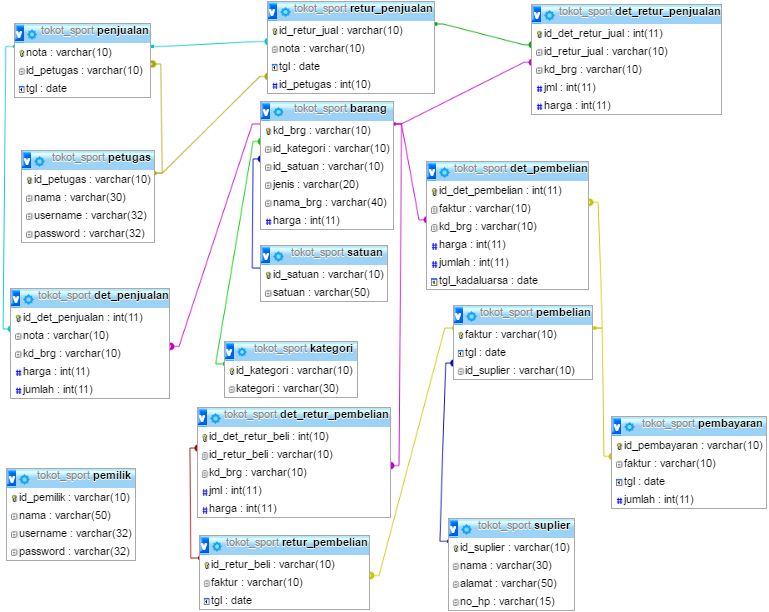 tokot_sport penjualan
nota : varchar(10)
id_petugas : varchar(10)
tgl : date
tokot_sport retur_penjualan
id_retur_jual : varchar(10)
nota : varchar(10)
tgl : date
id_petugas : int(10)
tokot_sport det_retur_penjualan
id_det_retur_jual : int(11)
id_retur_jual : varchar(10)
kd_brg : varchar(10)
jml : int(11)
harga : int(11)
tokot_sport petugas
id_petugas : varchar(10)
nama : varchar(30)
username : varchar(32)
password : varchar(32)
tokot_sport barang
kd_brg : varchar(10)
id_kategori : varchar(10)
id_satuan : varchar(10)
jenis : varchar(20)
nama_brg : varchar(40)
harga : int(11)
tokot_sport det_pembelian
id_det_pembelian : int(11)
faktur : varchar(10)
kd_brg : varchar(10)
harga : int(11)
jumlah : int(11)
tgl_kadaluarsa : date
tokot_sport satuan
id_satuan : varchar(10)
satuan : varchar(50)
tokot_sport det_penjualan
id_det_penjualan : int(11)
nota : varchar(10)
kd_brg : varchar(10)
harga : int(11)
jumlah : int(11)
tokot_sport pembelian
faktur : varchar(10)
tgl : date
id_suplier : varchar(10)
tokot_sport kategori
id_kategori : varchar(10)
kategori : varchar(30)
tokot_sport det_retur_pembelian
id_det_retur_beli : int(10)
id_retur_beli : varchar(10)
kd_brg : varchar(10)
jml : int(11)
harga : int(11)
tokot_sport pembayaran
id_pembayaran : varchar(10)
faktur : varchar(10)
tgl : date
jumlah : int(11)
tokot_sport pemilik
id_pemilik : varchar(10)
nama : varchar(50)
username : varchar(32)
password : varchar(32)
tokot_sport retur_pembelian
id_retur_beli : varchar(10)
faktur : varchar(10)
tgl : date
tokot_sport suplier
id_suplier : varchar(10)
nama : varchar(30)
alamat : varchar(50)
no_hp : varchar(15)